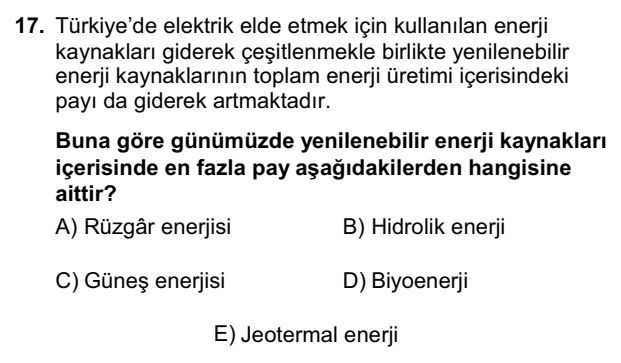 17. Türkiye’de elektrik elde etmek için kullanılan enerji
kaynakları giderek çeşitlenmekle birlikte yenilenebilir
enerji kaynaklarının toplam enerji üretimi içerisindeki
payı da giderek artmaktadır.
Buna göre günümüzde yenilenebilir enerji kaynakları
içerisinde en fazla pay aşağıdakilerden hangisine
aittir?
A) Rüzgâr enerjisi B) Hidrolik enerji
C) Güneş enerjisi D) Biyoenerji
E) Jeotermal enerji